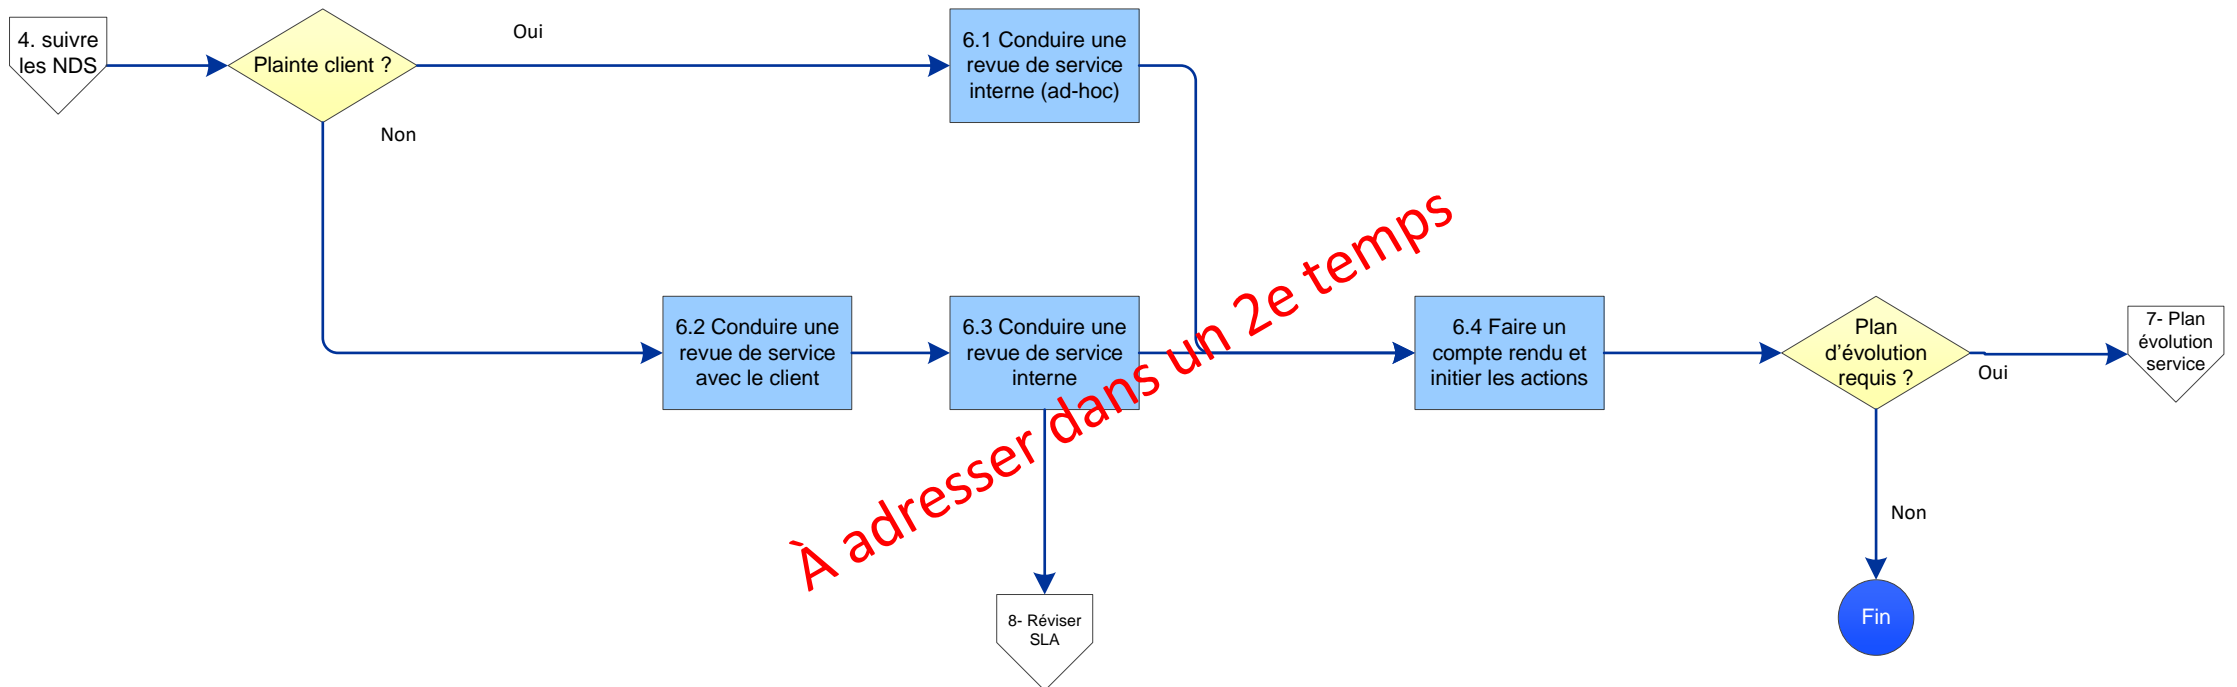 4. suivre
les NDS
Plainte client ?
Oui
6.1 Conduire une
revue de service
interne (ad-hoc)
Non
6.2 Conduire une
revue de service
avec le client
6.3 Conduire une
revue de service
interne
6.4 Faire un
compte rendu et
initier les actions
Plan
d’évolution
requis ?
Oui
7- Plan
évolution
service
À adresser dans un 2e temps
Non
8- Réviser
SLA
Fin